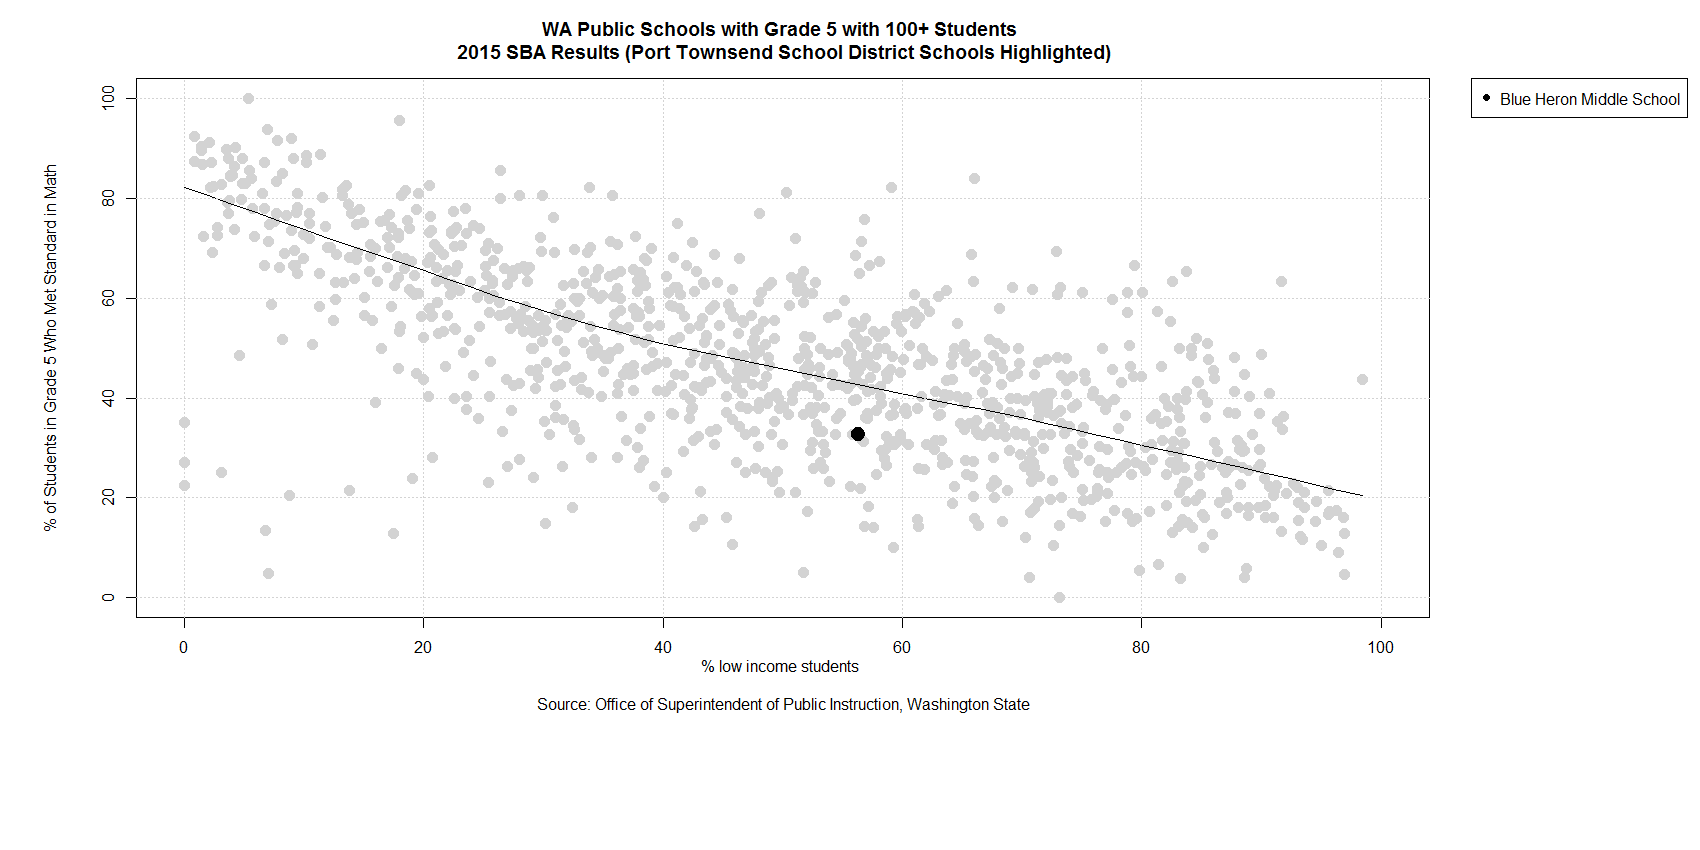 WA Public Schools with Grade 5 with 100+ Students
2015 SBA Results (Port Townsend School District Schools Highlighted)
Blue Heron Middle School
% of Students in Grade 5 Who Met Standard in Math
100
80
60
40
20
0
0 20 40 60 80 100
% low income students
Source: Office of Superintendent of Public Instruction, Washington State